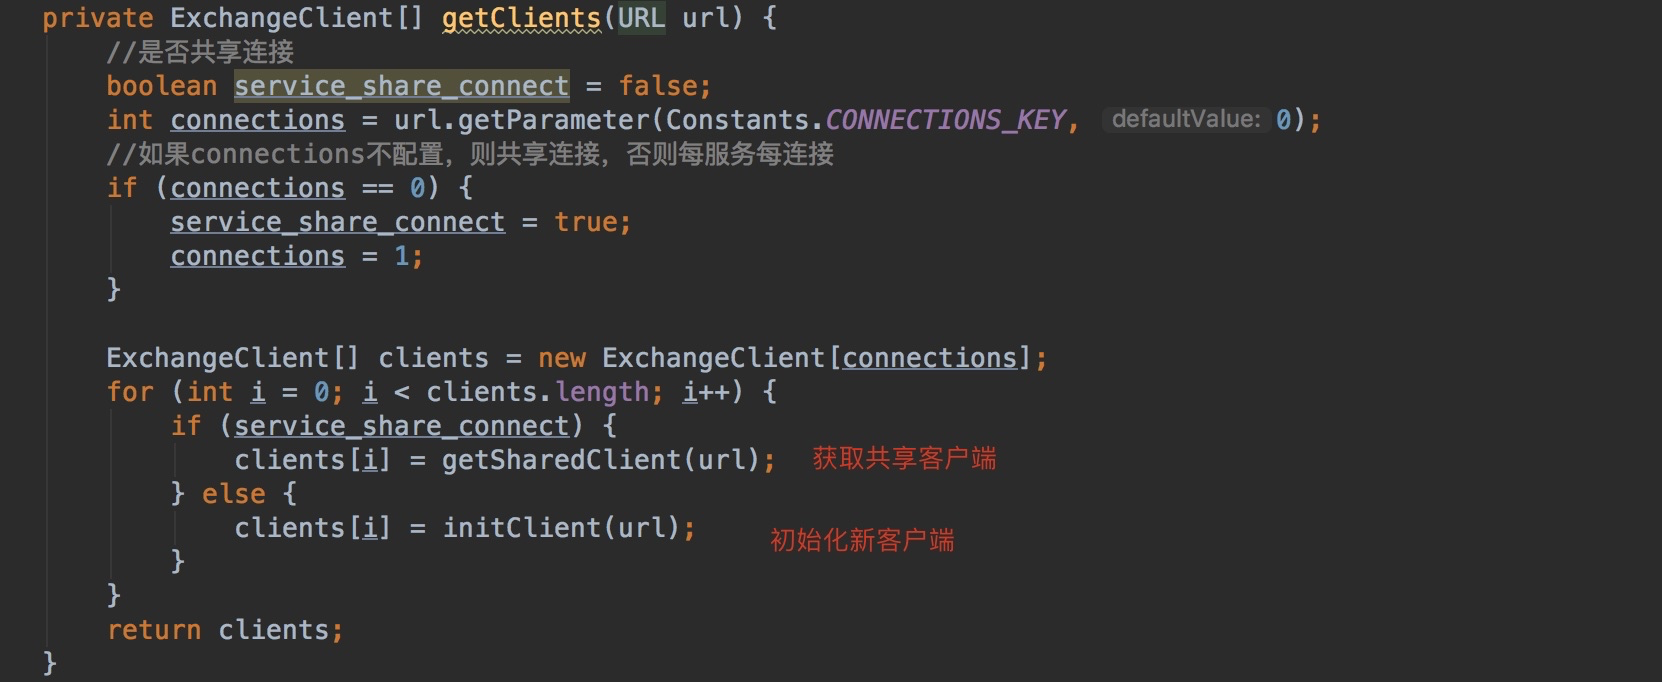 private ExchangeClient[] getClients(URL url) {
//是否共享连接
boolean service_share_connect = false;
int connections = url.getParameter(Constants.CONNECTIONS_KEY, defaultValue: 0);
//如果connections不配置，则共享连接，否则每服务每连接
if (connections == 0) {
service_share_connect = true;
connections = 1;
}
ExchangeClient[] clients = new ExchangeClient[connections];
for (int i = 0; i < clients.length; i++) {
if (service_share_connect) {
clients[i] = getSharedClient(url); 获取共享客户端
} else {
clients[i] = initClient(url); 初始化新客户端
}
}
return clients;
}